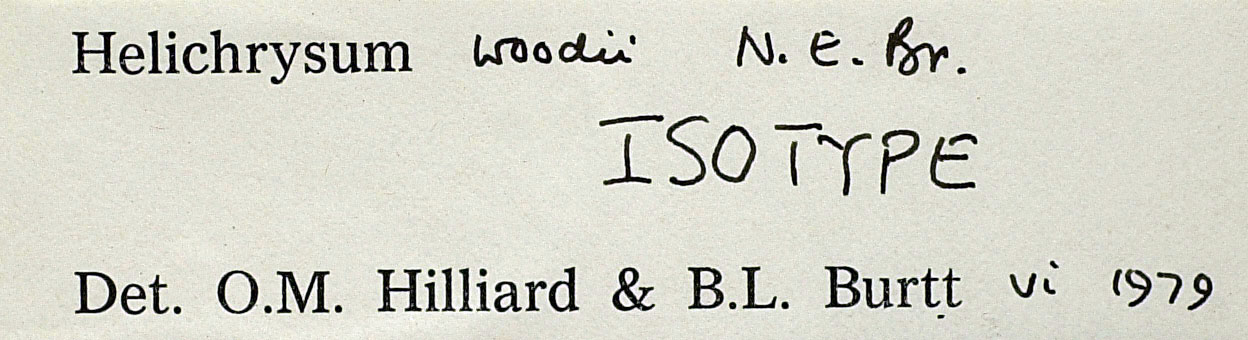 Helichrysum woodii N. E. Br.
ISOTYPE
Det. O.M. Hilliard & B.L. Burtt vi 1979